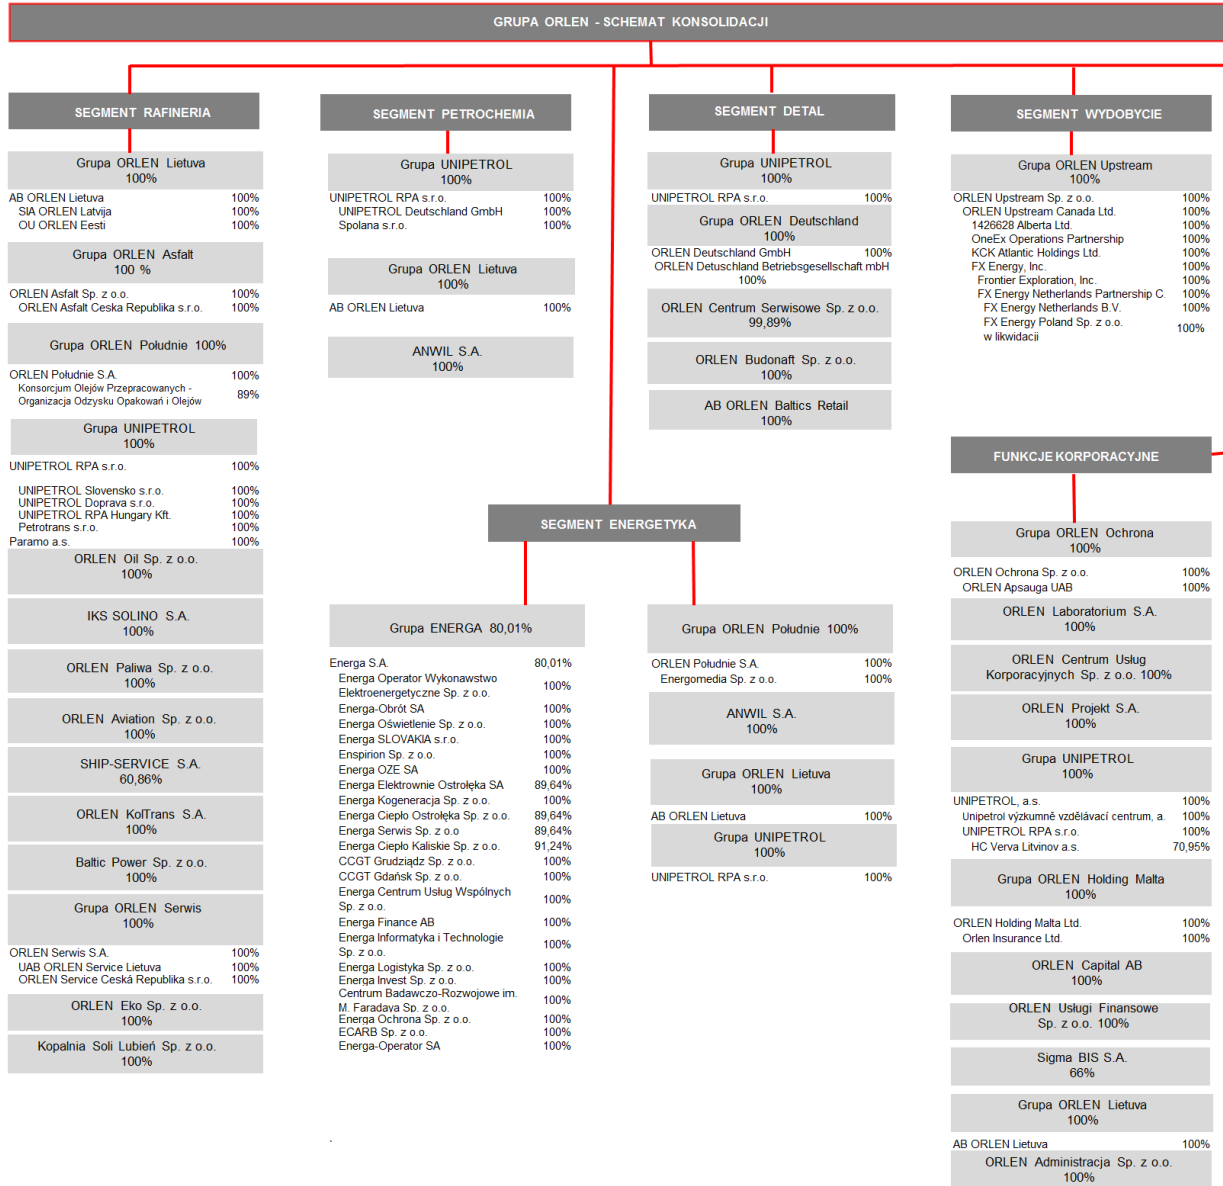 GRUPA ORLEN - SCHEMAT KONSOLIDACJI
SEGMENT RAFINERIA
Grupa ORLEN Lietuva
100%
AB ORLEN Lietuva 100%
SIA ORLEN Latvija 100%
OU ORLEN Eesti 100%
Grupa ORLEN Asfalt
100 %
ORLEN Asfalt Sp. z o.o. 100%
ORLEN Asfalt Ceska Republika s.r.o. 100%
Grupa ORLEN Południe 100%
ORLEN Południe S.A. 100%
Konsorcjum Olejów Przepracowanych -
Organizacja Odzysku Opakowań i Olejów 89%
Grupa UNIPETROL
100%
UNIPETROL RPA s.r.o. 100%
UNIPETROL Slovensko s.r.o. 100%
UNIPETROL Doprava s.r.o. 100%
UNIPETROL RPA Hungary Kft. 100%
Petrotrans s.r.o. 100%
Paramo a.s. 100%
ORLEN Oil Sp. z o.o.
100%
IKS SOLINO S.A.
100%
ORLEN Paliwa Sp. z o.o.
100%
ORLEN Aviation Sp. z o.o.
100%
SHIP-SERVICE S.A.
60,86%
ORLEN KolTrans S.A.
100%
Baltic Power Sp. z o.o.
100%
Grupa ORLEN Serwis
100%
ORLEN Serwis S.A. 100%
UAB ORLEN Service Lietuva 100%
ORLEN Service Česká Republika s.r.o. 100%
ORLEN Eko Sp. z o.o.
100%
Kopalnia Soli Lubień Sp. z o.o.
100%
SEGMENT PETROCHEMIA
Grupa UNIPETROL
100%
UNIPETROL RPA s.r.o. 100%
UNIPETROL Deutschland GmbH 100%
Spolana s.r.o. 100%
Grupa ORLEN Lietuva
100%
AB ORLEN Lietuva 100%
ANWIL S.A.
100%
SEGMENT DETAL
Grupa UNIPETROL
100%
UNIPETROL RPA s.r.o. 100%
Grupa ORLEN Deutschland
100%
ORLEN Deutschland GmbH 100%
ORLEN Detuschland Betriebsgesellschaft mbH
100%
ORLEN Centrum Serwisowe Sp. z o.o.
99,89%
ORLEN Budonaft Sp. z o.o.
100%
AB ORLEN Baltics Retail
100%
SEGMENT WYDOBYCIE
Grupa ORLEN Upstream
100%
ORLEN Upstream Sp. z o.o. 100%
ORLEN Upstream Canada Ltd. 100%
1426628 Alberta Ltd. 100%
OneEx Operations Partnership 100%
KCK Atlantic Holdings Ltd. 100%
FX Energy, Inc. 100%
Frontier Exploration, Inc. 100%
FX Energy Netherlands Partnership C. 100%
FX Energy Netherlands B.V. 100%
FX Energy Poland Sp. z o.o. 100%
w likwidacji
SEGMENT ENERGETYKA
Grupa ENERGA 80,01%
Energa S.A. 80,01%
Energa Operator Wykonawstwo
Elektroenergetyczne Sp. z o.o. 100%
Energa-Obrót SA 100%
Energa Oświetlenie Sp. z o.o. 100%
Energa SLOVAKIA s.r.o. 100%
Enspirion Sp. z o.o. 100%
Energa OZE SA 100%
Energa Elektrownie Ostrołęka SA 89,64%
Energa Kogeneracja Sp. z o.o. 100%
Energa Ciepło Ostrołęka Sp. z o.o. 89,64%
Energa Serwis Sp. z o.o 89,64%
Energa Ciepło Kaliskie Sp. z o.o. 91,24%
CCGT Grudziądz Sp. z o.o. 100%
CCGT Gdańsk Sp. z o.o. 100%
Energa Centrum Usług Wspólnych
Sp. z o.o. 100%
Energa Finance AB 100%
Energa Informatyka i Technologie
Sp. z o.o. 100%
Energa Logistyka Sp. z o.o. 100%
Energa Invest Sp. z o.o. 100%
Centrum Badawczo-Rozwojowe im.
M. Faradaya Sp. z o.o. 100%
Energa Ochrona Sp. z o.o. 100%
ECARB Sp. z o.o. 100%
Energa-Operator SA 100%
.
Grupa ORLEN Południe 100%
ORLEN Południe S.A. 100%
Energomedia Sp. z o.o. 100%
ANWIL S.A.
100%
Grupa ORLEN Lietuva
100%
AB ORLEN Lietuva 100%
Grupa UNIPETROL
100%
UNIPETROL RPA s.r.o. 100%
FUNKCJE KORPORACYJNE
Grupa ORLEN Ochrona
100%
ORLEN Ochrona Sp. z o.o. 100%
ORLEN Apsauga UAB 100%
ORLEN Laboratorium S.A.
100%
ORLEN Centrum Usług
Korporacyjnych Sp. z o.o. 100%
ORLEN Projekt S.A.
100%
Grupa UNIPETROL
100%
UNIPETROL, a.s. 100%
Unipetrol výzkumně vzdělávací centrum, a. 100%
UNIPETROL RPA s.r.o. 100%
HC Verva Litvinov a.s. 70,95%
Grupa ORLEN Holding Malta
100%
ORLEN Holding Malta Ltd. 100%
Orlen Insurance Ltd. 100%
ORLEN Capital AB
100%
ORLEN Usługi Finansowe
Sp. z o.o. 100%
Sigma BIS S.A.
66%
Grupa ORLEN Lietuva
100%
AB ORLEN Lietuva 100%
ORLEN Administracja Sp. z o.o.
100%